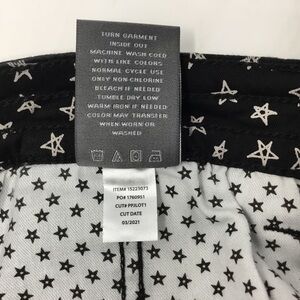 TURN GARMENT
INSIDE OUT
MACHINE WASH COLD
WITH LIKE COLORS
NORMAL CYCLE USE
ONLY NON-CHLORINE
BLEACH IF NEEDED
TUMBLE DRY LOW
WARM IRON IF NEEDED
COLOR MAY TRANSFER
WHEN WORN OR
WASHED
ITEM# 15223073
PO# 1760951
CUT# PPJLOT1
CUT DATE
03/2021